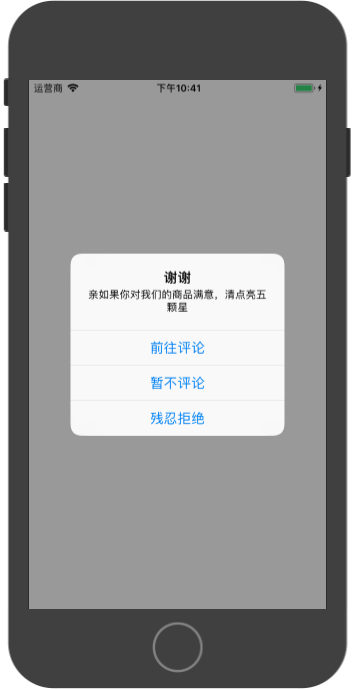 运营商 下午10:41
谢谢
亲如果你对我们的商品满意，清点亮五
颗星
前往评论
暂不评论
残忍拒绝